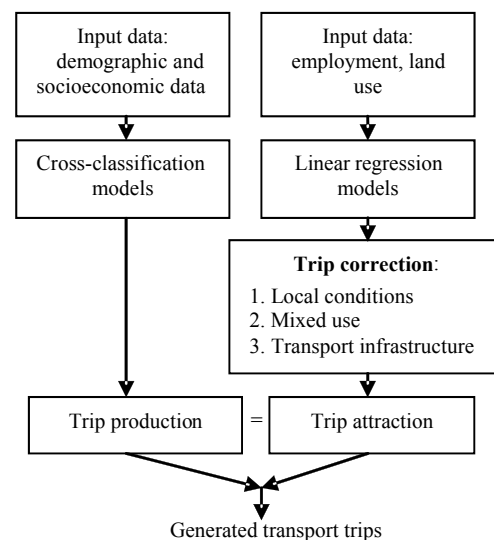 Input data:
demographic and
socioeconomic data
Input data:
employment, land
use
Cross-classification
models
Linear regression
models
Trip correction:
1. Local conditions
2. Mixed use
3. Transport infrastructure
Trip production
=
Trip attraction
Generated transport trips